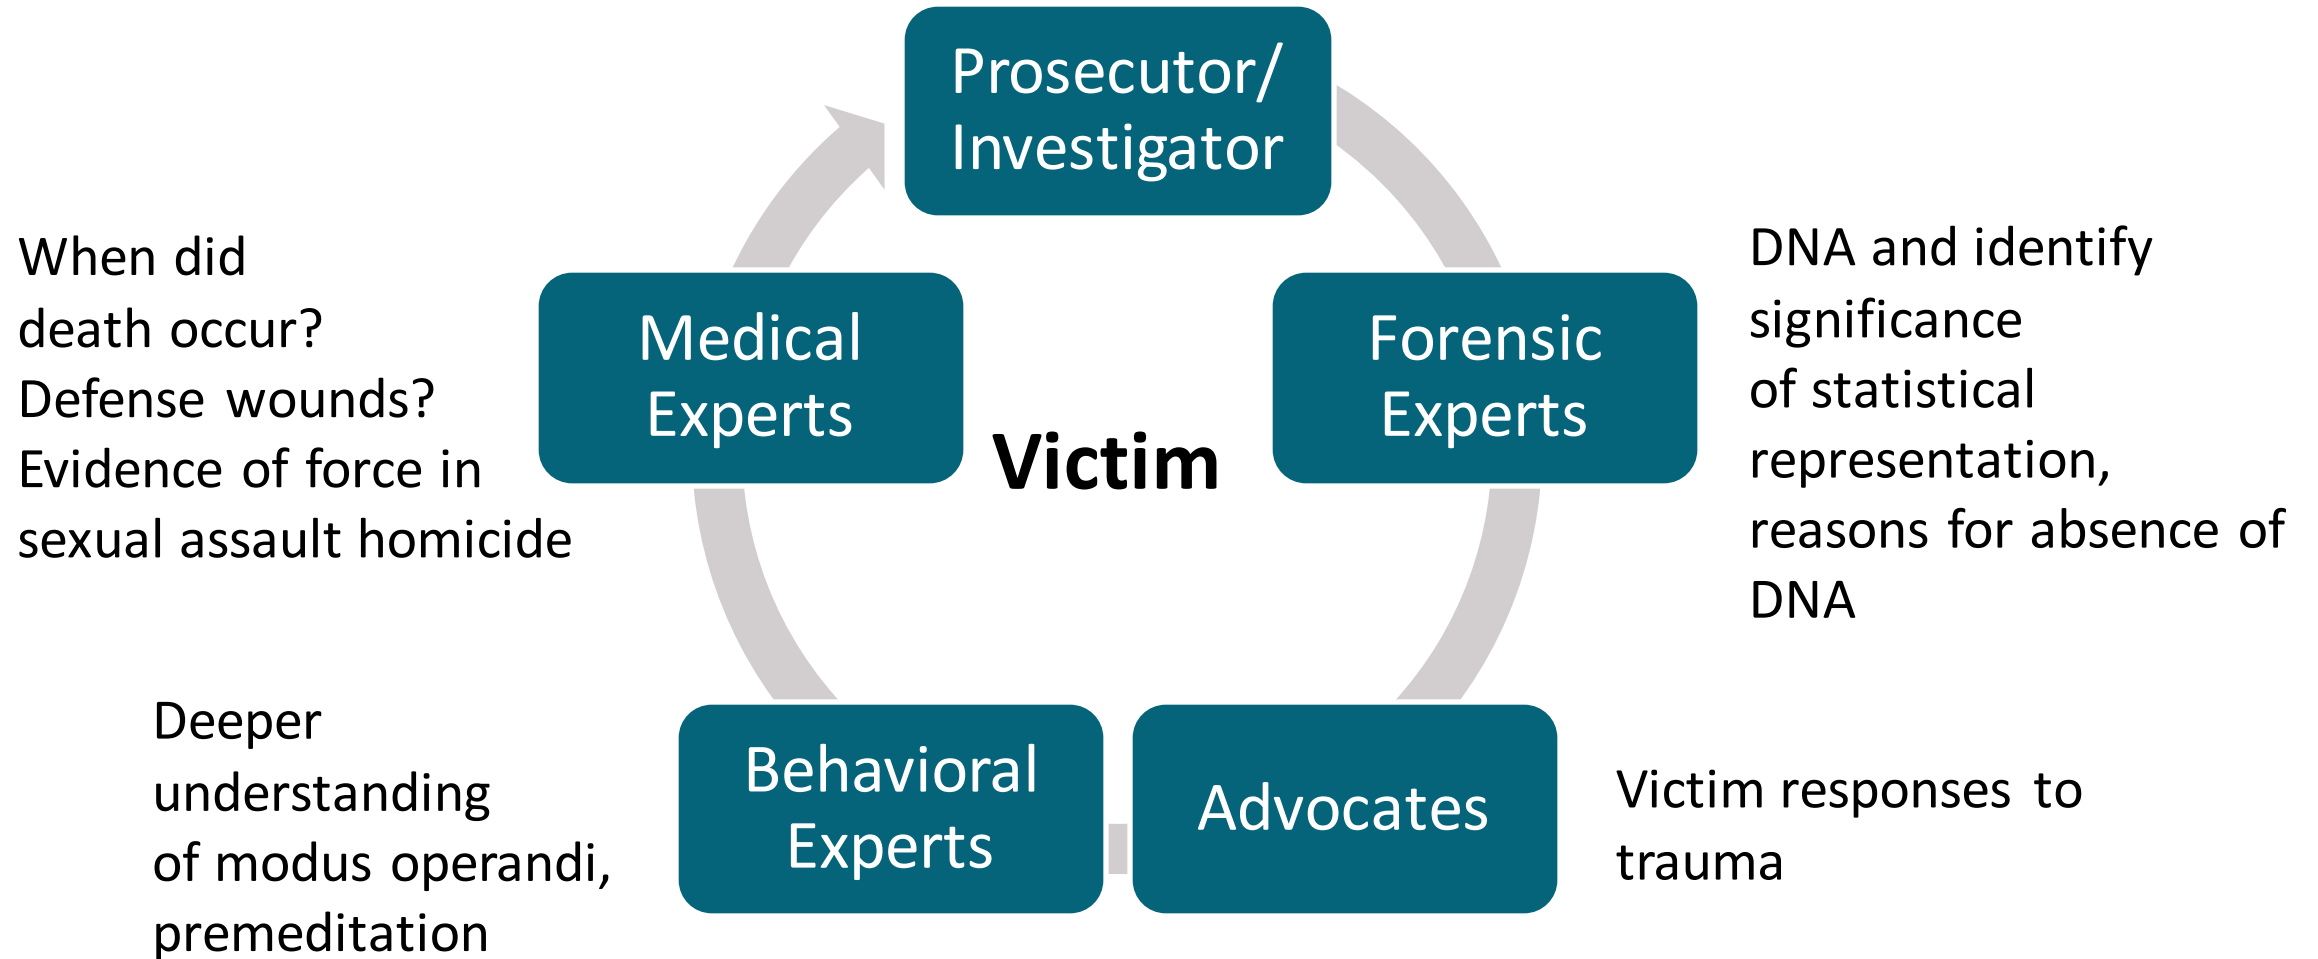 Prosecutor/
Investigator
When did
death occur?
Defense wounds?
Evidence of force in
sexual assault homicide
Medical
Experts
Victim
Forensic
Experts
DNA and identify
significance
of statistical
representation,
reasons for absence of
DNA
Deeper
understanding
of modus operandi,
premeditation
Behavioral
Experts
Advocates
Victim responses to
trauma